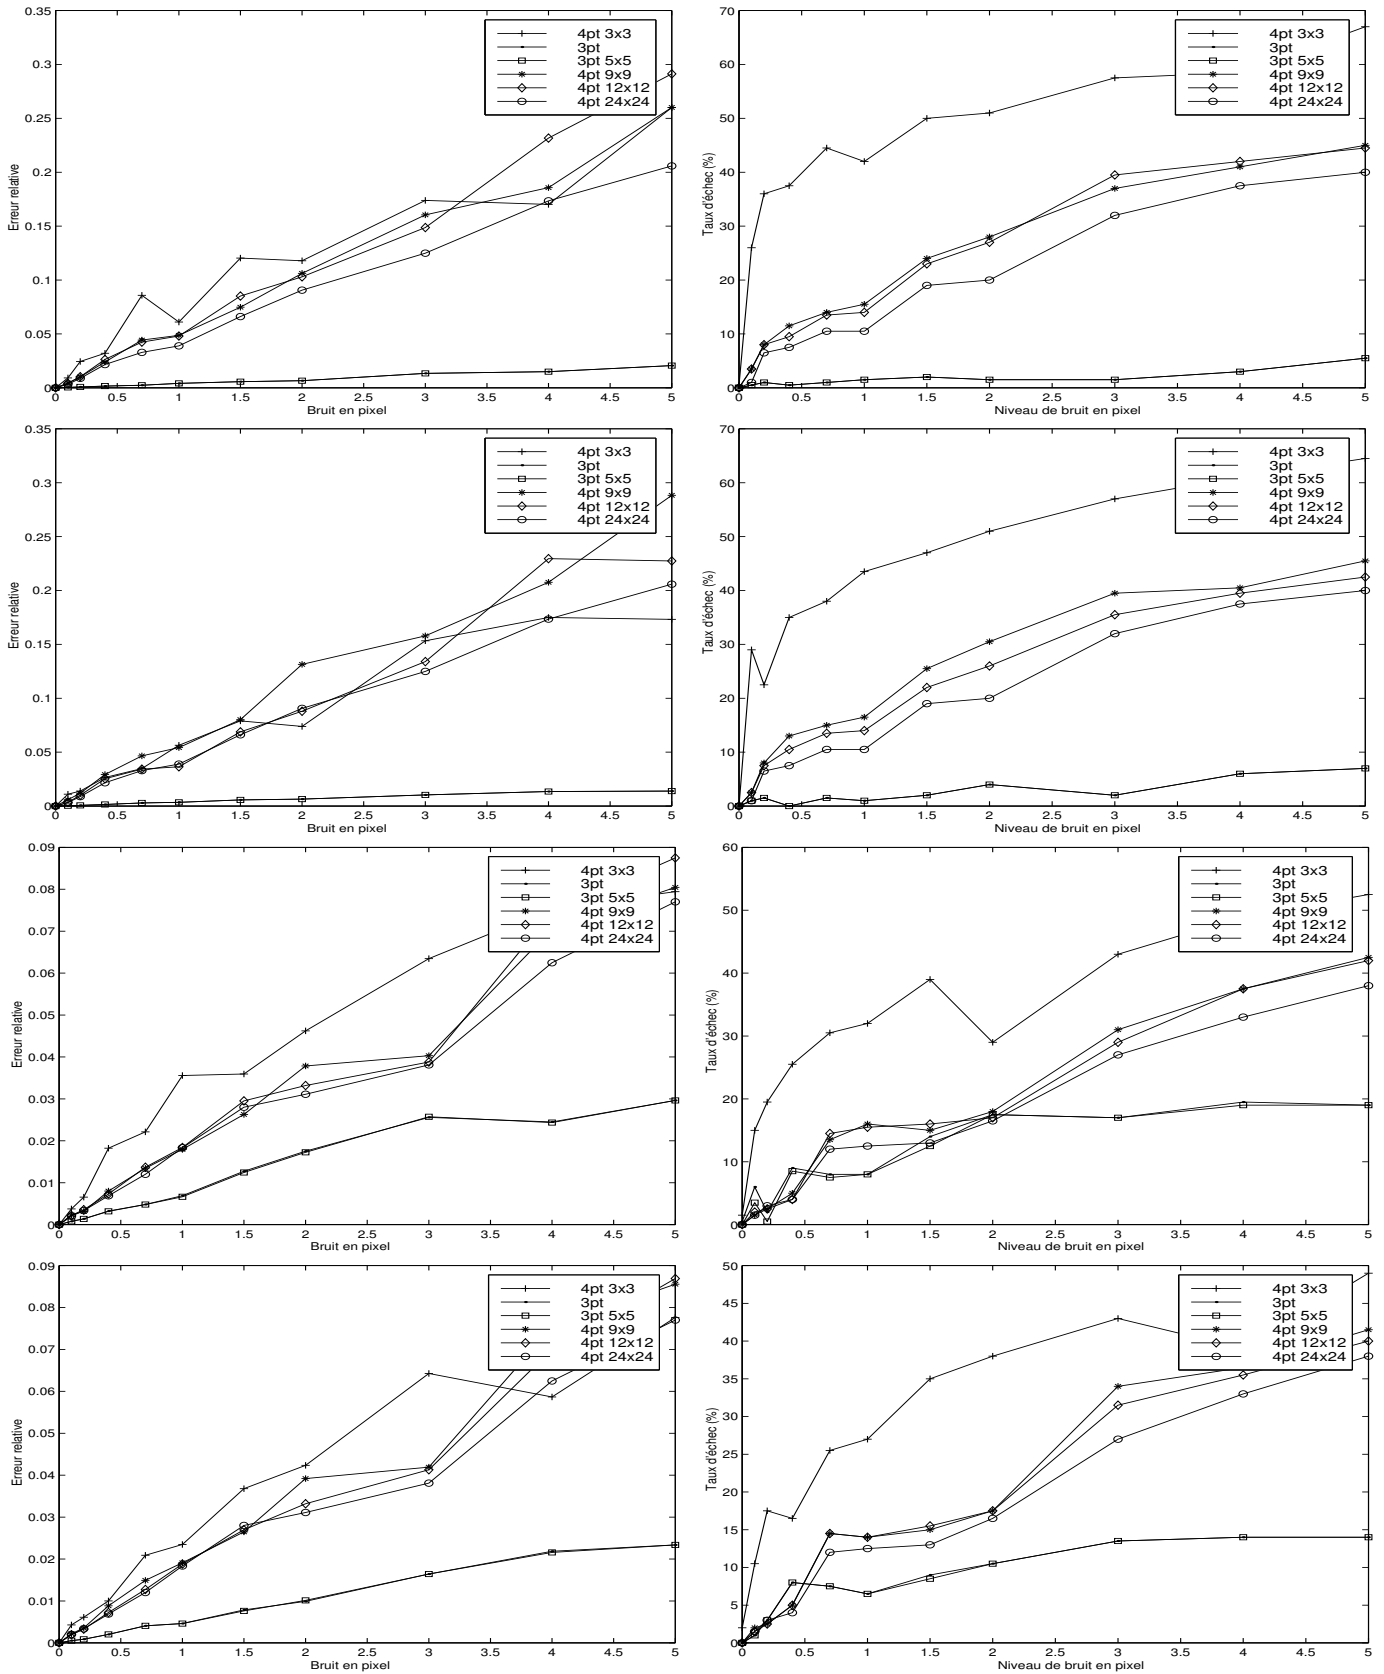 0.35
0.3
0.25
0.2
0.15
0.1
0.05
0
Erreur relative
0 0.5 1 1.5 2 2.5 3 3.5 4 4.5 5
Bruit en pixel
4pt 3x3
3pt
3pt 5x5
4pt 9x9
4pt 12x12
4pt 24x24
70
60
50
40
30
20
10
0
Taux d'échec (%)
0 0.5 1 1.5 2 2.5 3 3.5 4 4.5 5
Niveau de bruit en pixel
4pt 3x3
3pt
3pt 5x5
4pt 9x9
4pt 12x12
4pt 24x24
0.35
0.3
0.25
0.2
0.15
0.1
0.05
0
Erreur relative
0 0.5 1 1.5 2 2.5 3 3.5 4 4.5 5
Bruit en pixel
4pt 3x3
3pt
3pt 5x5
4pt 9x9
4pt 12x12
4pt 24x24
70
60
50
40
30
20
10
0
Taux d'échec (%)
0 0.5 1 1.5 2 2.5 3 3.5 4 4.5 5
Niveau de bruit en pixel
4pt 3x3
3pt
3pt 5x5
4pt 9x9
4pt 12x12
4pt 24x24
0.09
0.08
0.07
0.06
0.05
0.04
0.03
0.02
0.01
0
Erreur relative
0 0.5 1 1.5 2 2.5 3 3.5 4 4.5 5
Bruit en pixel
4pt 3x3
3pt
3pt 5x5
4pt 9x9
4pt 12x12
4pt 24x24
60
50
40
30
20
10
0
Taux d'échec (%)
0 0.5 1 1.5 2 2.5 3 3.5 4 4.5 5
Niveau de bruit en pixel
4pt 3x3
3pt
3pt 5x5
4pt 9x9
4pt 12x12
4pt 24x24
0.09
0.08
0.07
0.06
0.05
0.04
0.03
0.02
0.01
0
Erreur relative
0 0.5 1 1.5 2 2.5 3 3.5 4 4.5 5
Bruit en pixel
4pt 3x3
3pt
3pt 5x5
4pt 9x9
4pt 12x12
4pt 24x24
50
45
40
35
30
25
20
15
10
5
0
Taux d'échec (%)
0 0.5 1 1.5 2 2.5 3 3.5 4 4.5 5
Niveau de bruit en pixel
4pt 3x3
3pt
3pt 5x5
4pt 9x9
4pt 12x12
4pt 24x24